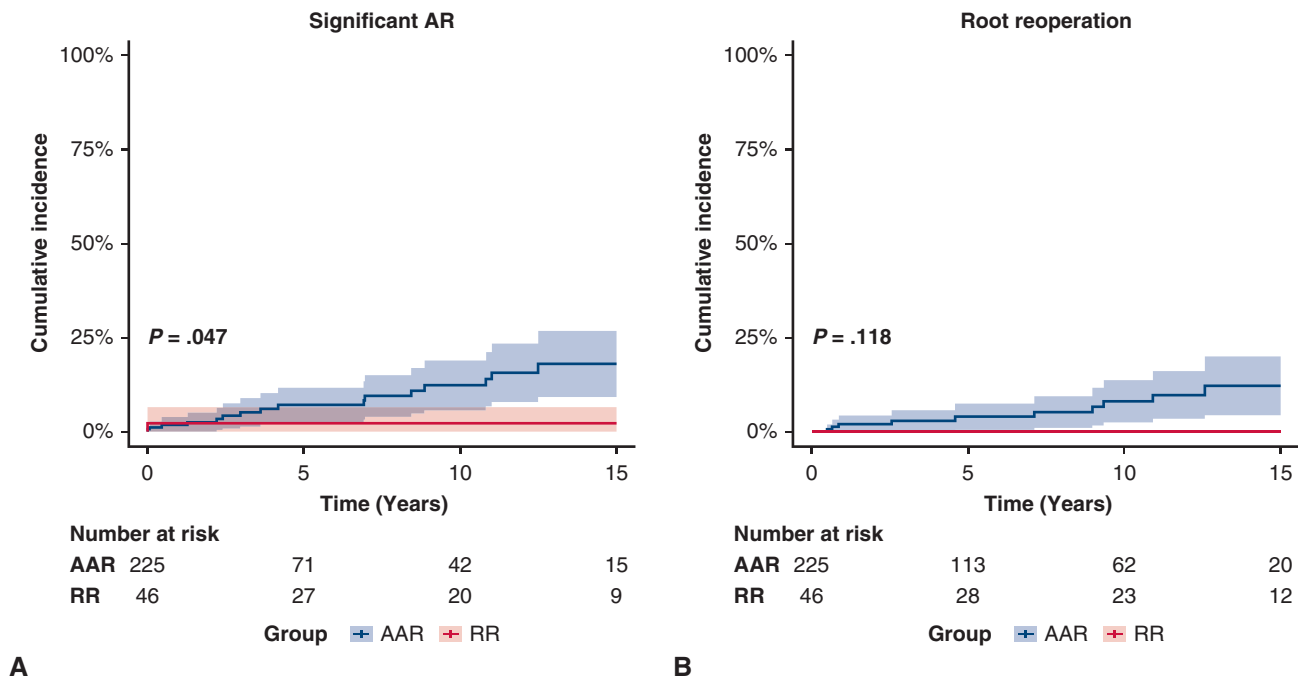 Significant AR
100%
75%
50%
25%
0%
Cumulative incidence
P = .047
0 5 10 15
Time (Years)
Number at risk
AAR 225 71 42 15
RR 46 27 20 9
Group AAR RR
A
Root reoperation
100%
75%
50%
25%
0%
Cumulative incidence
P = .118
0 5 10 15
Time (Years)
Number at risk
AAR 225 113 62 20
RR 46 28 23 12
Group AAR RR
B